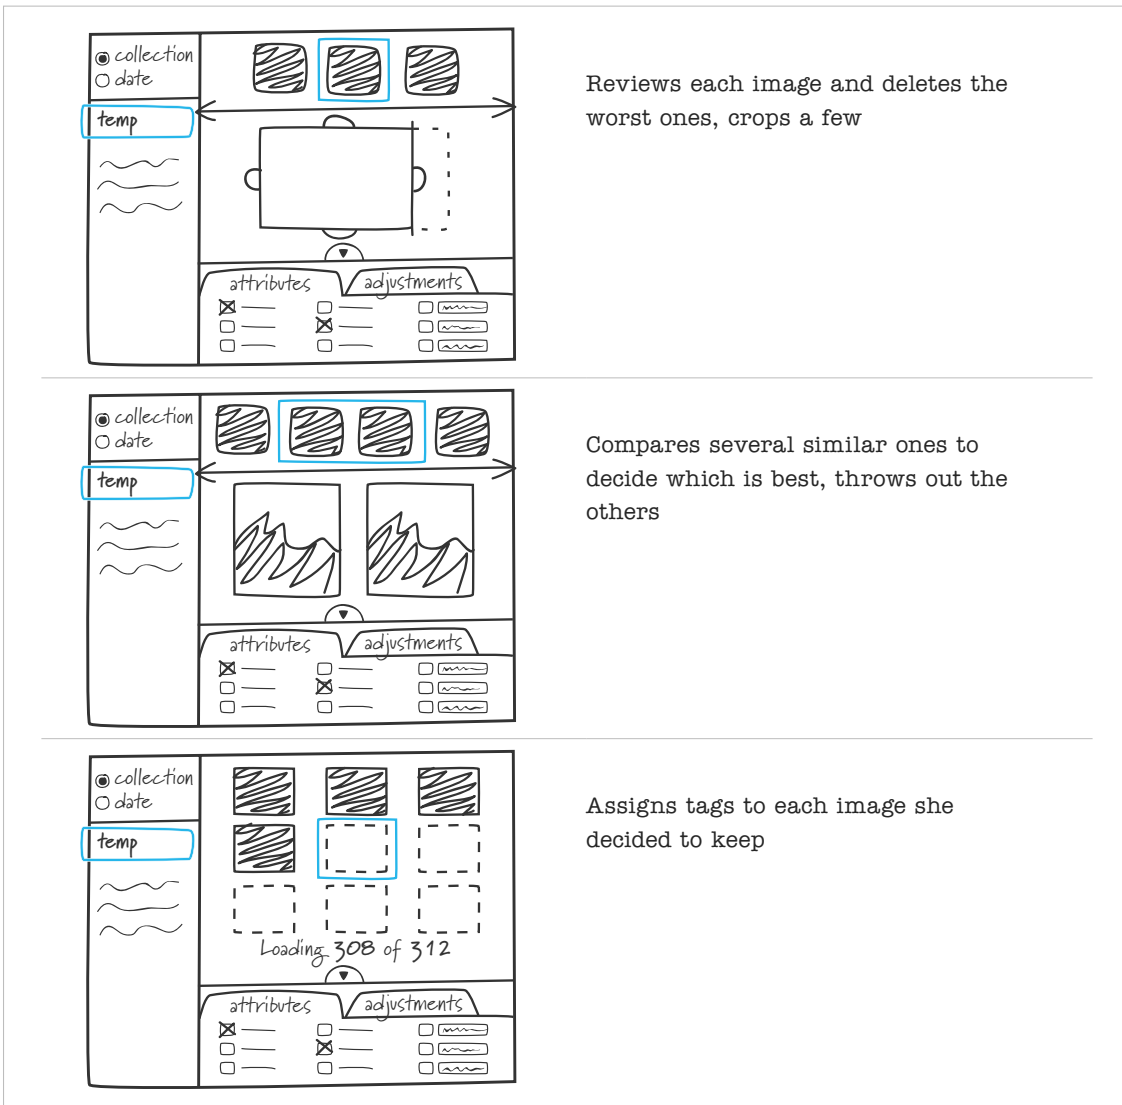 collection
date
temp
attributes
adjustments
Reviews each image and deletes the
worst ones, crops a few
collection
date
temp
attributes
adjustments
Compares several similar ones to
decide which is best, throws out the
others
collection
date
temp
Loading 308 of 312
attributes
adjustments
Assigns tags to each image she
decided to keep